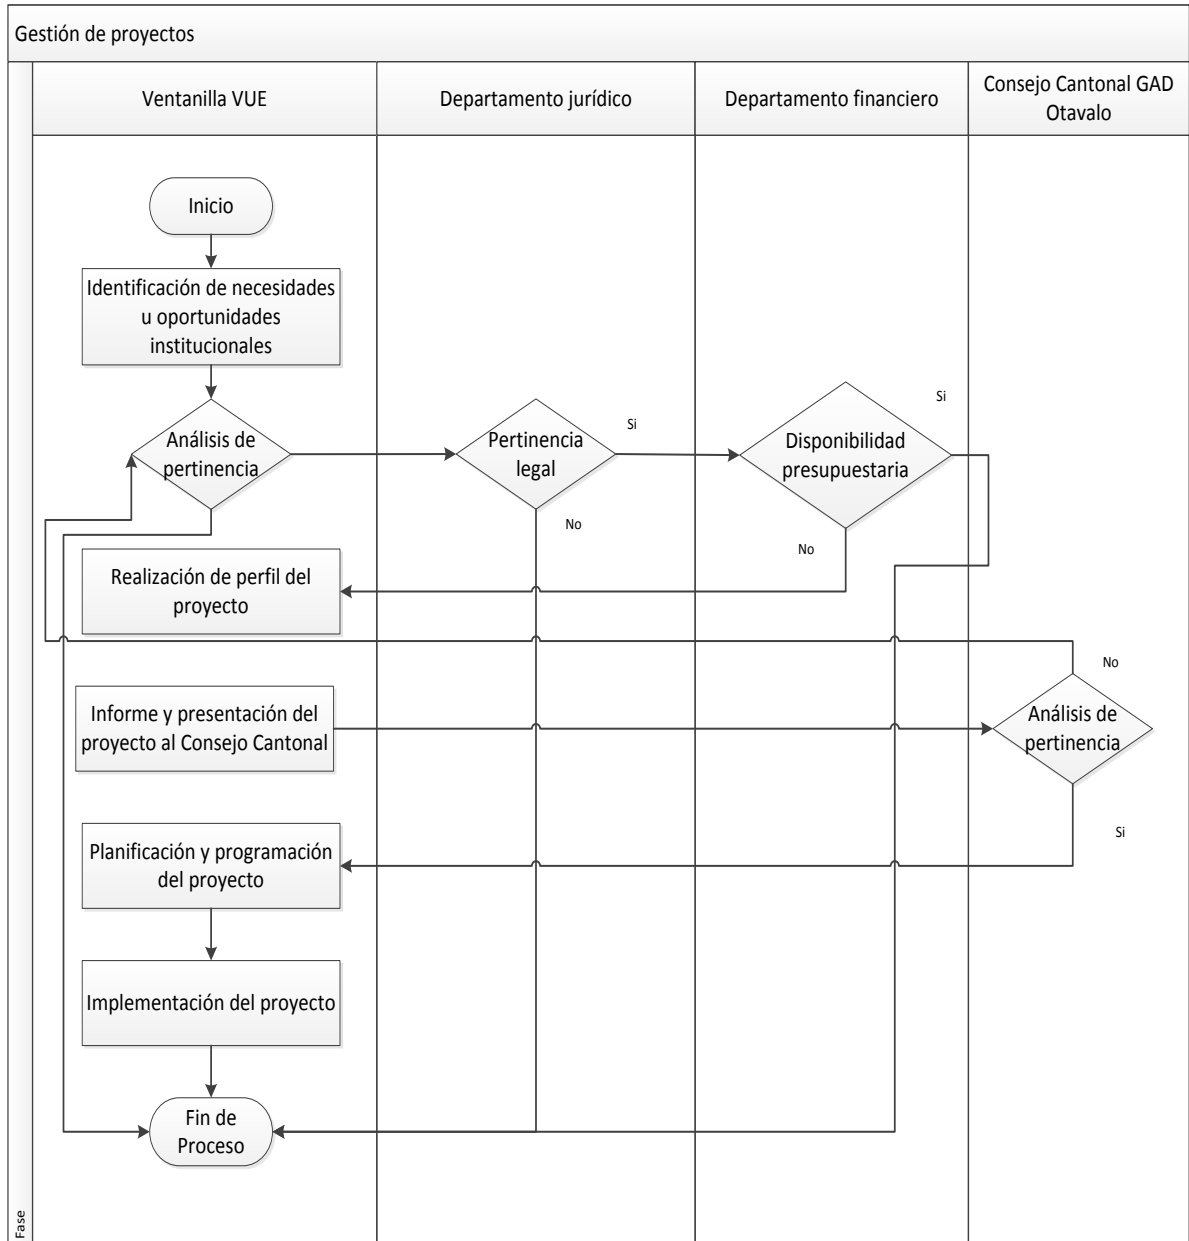 Gestión de proyectos
Ventanilla VUE
Departamento jurídico
Departamento financiero
Consejo Cantonal GAD
Otavalo
Inicio
Identificación de necesidades
u oportunidades
institucionales
Análisis de
pertinencia
Pertinencia
legal
Si
No
Disponibilidad
presupuestaria
Si
No
Realización de perfil del
proyecto
Informe y presentación del
proyecto al Consejo Cantonal
No
Análisis de
pertinencia
Si
Planificación y programación
del proyecto
Implementación del proyecto
Fin de
Proceso
Fase